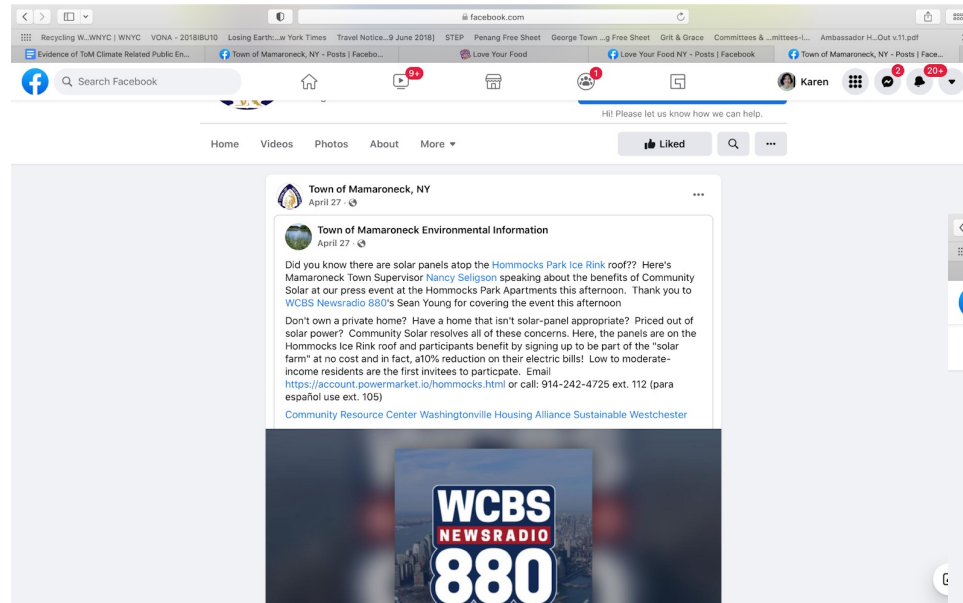 facebook.com
Recycling W...WNYC | WNYC VONA - 2018IBU10 Losing Earth:...w York Times Travel Notice...9 June 2018] STEP Penang Free Sheet George Town ...g Free Sheet Grit & Grace Committees & ...mittees-I... Ambassador H...Out v.11.pdf
Evidence of ToM Climate Related Public En... Town of Mamaroneck, NY - Posts | Facebo... Love Your Food Love Your Food NY - Posts | Facebook Town of Mamaroneck, NY - Posts | Face...
Search Facebook 9+ 1 Karen 2 20+
Hi! Please let us know how we can help.
Home Videos Photos About More Liked
Town of Mamaroneck, NY
April 27
Town of Mamaroneck Environmental Information
April 27
Did you know there are solar panels atop the Hommocks Park Ice Rink roof?? Here's
Mamaroneck Town Supervisor Nancy Seligson speaking about the benefits of Community
Solar at our press event at the Hommocks Park Apartments this afternoon. Thank you to
WCBS Newsradio 880's Sean Young for covering the event this afternoon
Don't own a private home? Have a home that isn't solar-panel appropriate? Priced out of
solar power? Community Solar resolves all of these concerns. Here, the panels are on the
Hommocks Ice Rink roof and participants benefit by signing up to be part of the "solar
farm" at no cost and in fact, a10% reduction on their electric bills! Low to moderate-
income residents are the first invitees to particpate. Email
https://account.powermarket.io/hommocks.html or call: 914-242-4725 ext. 112 (para
español use ext. 105)
Community Resource Center Washingtonville Housing Alliance Sustainable Westchester
WCBS
NEWSRADIO
880